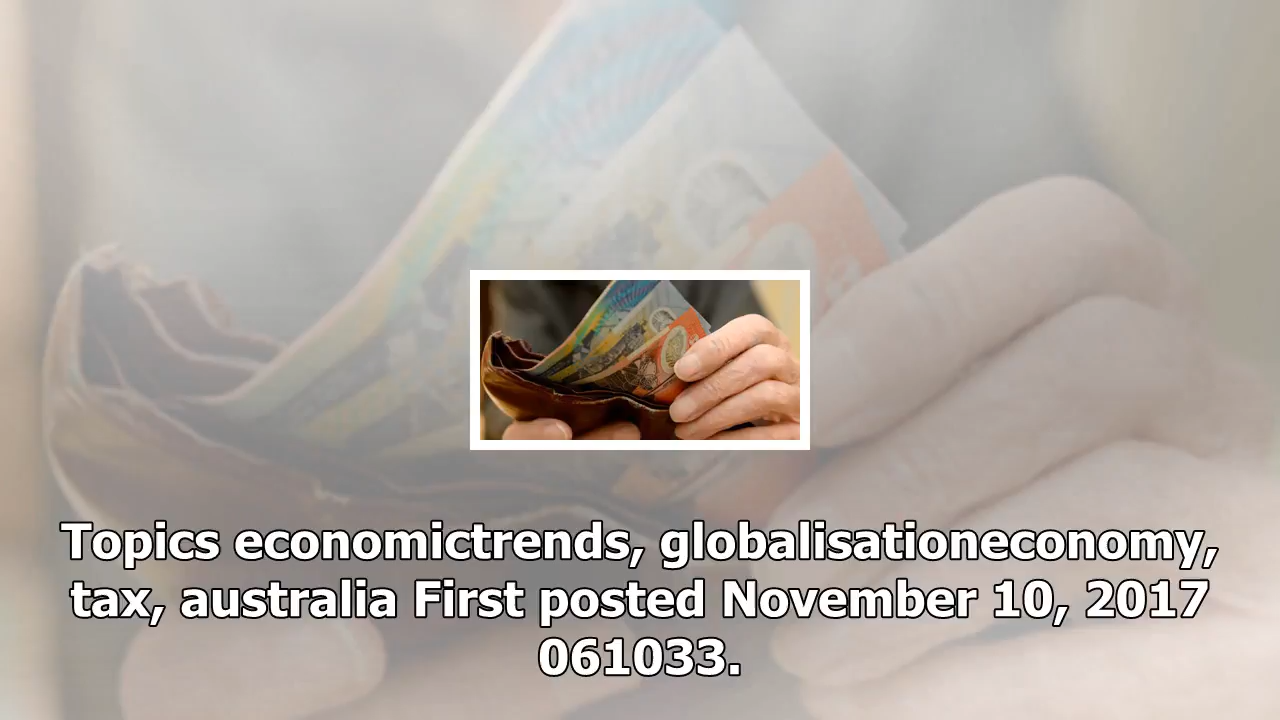 Topics economictrends, globalisationeconomy,
tax, australia First posted November 10, 2017
061033.